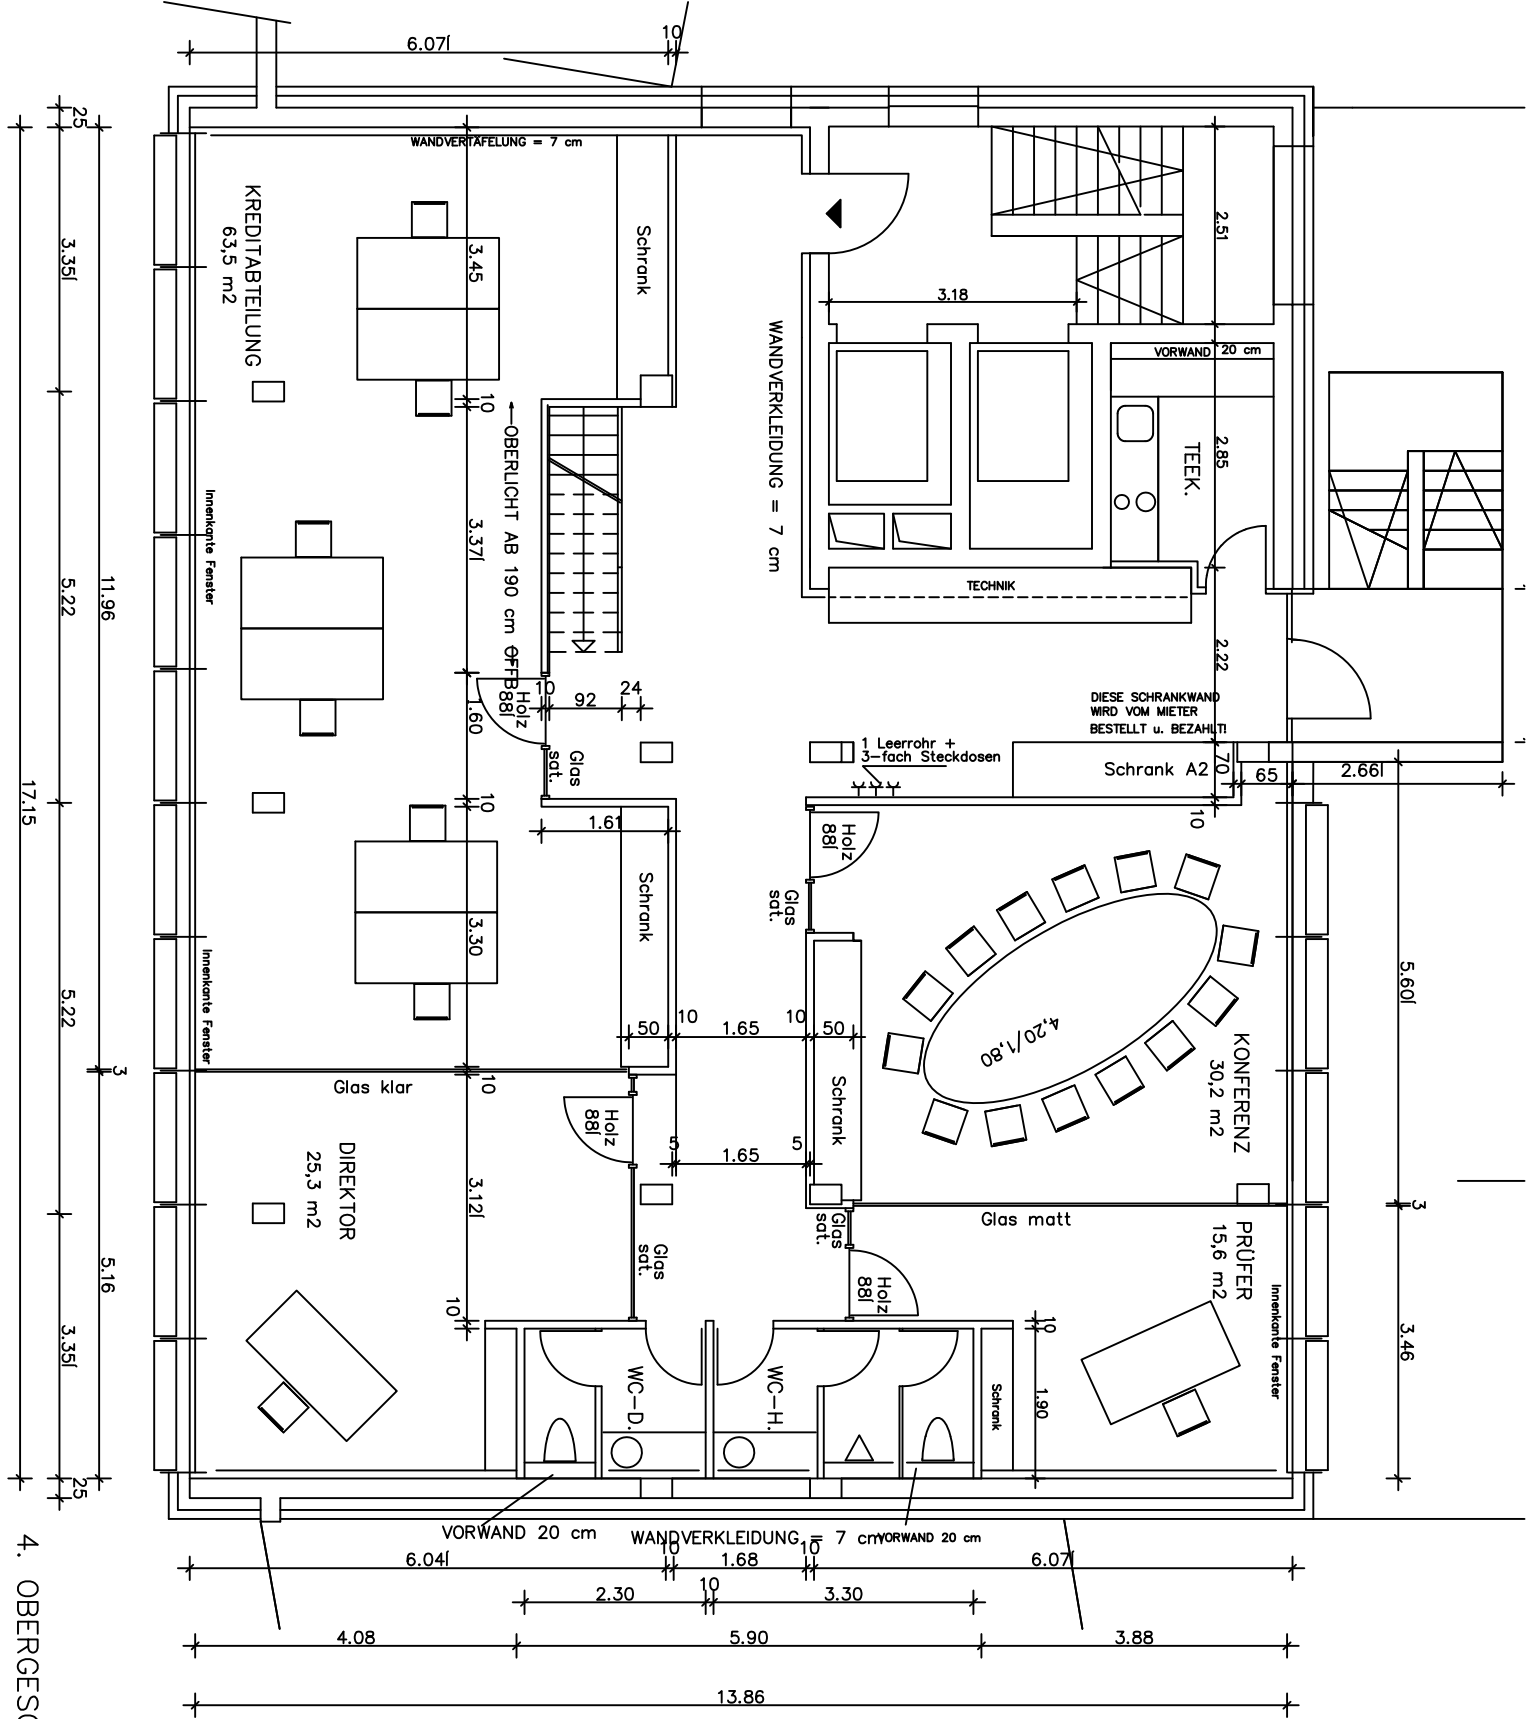 6.07⌈
10
25
WANDVERTÄFELUNG = 7 cm
KREDITABTEILUNG
63,5 m2
Schrank
3.45
2.51
3.18
3.35⌈
VORWAND 20 cm
WANDVERKLEIDUNG = 7 cm
TEEK.
2.85
10
OBERLICHT AB 190 cm OFFB
3.37⌈
Innenkante Fenster
5.22
11.96
17.15
TECHNIK
2.22
10
92
24
Holz
88⌈
1.60
Glas
sat.
DIESE SCHRANKWAND
WIRD VOM MIETER
BESTELLT u. BEZAHLT!
1 Leerrohr +
3-fach Steckdosen
Schrank A2
70
65
2.66⌈
10
10
1.61
Holz
88⌈
Glas
sat.
Schrank
3.30
Innenkante Fenster
5.22
50
10
1.65
10
50
4,20/1,80
KONFERENZ
30,2 m2
5.60⌈
3
Glas klar
10
Holz
88⌈
Schrank
5
1.65
5
DIREKTOR
25,3 m2
3.12⌈
Glas
sat.
Glas
sat.
Glas matt
3
PRÜFER
15,6 m2
Innenkante Fenster
Holz
88⌈
5.16
3.35⌈
3.46
10
10
WC-D.
WC-H.
Schrank
1.90
25
VORWAND 20 cm
WANDVERKLEIDUNG = 7 cm
VORWAND 20 cm
6.04⌈
10
1.68
10
6.07⌈
2.30
10
3.30
4.08
5.90
3.88
13.86
4. OBERGESC